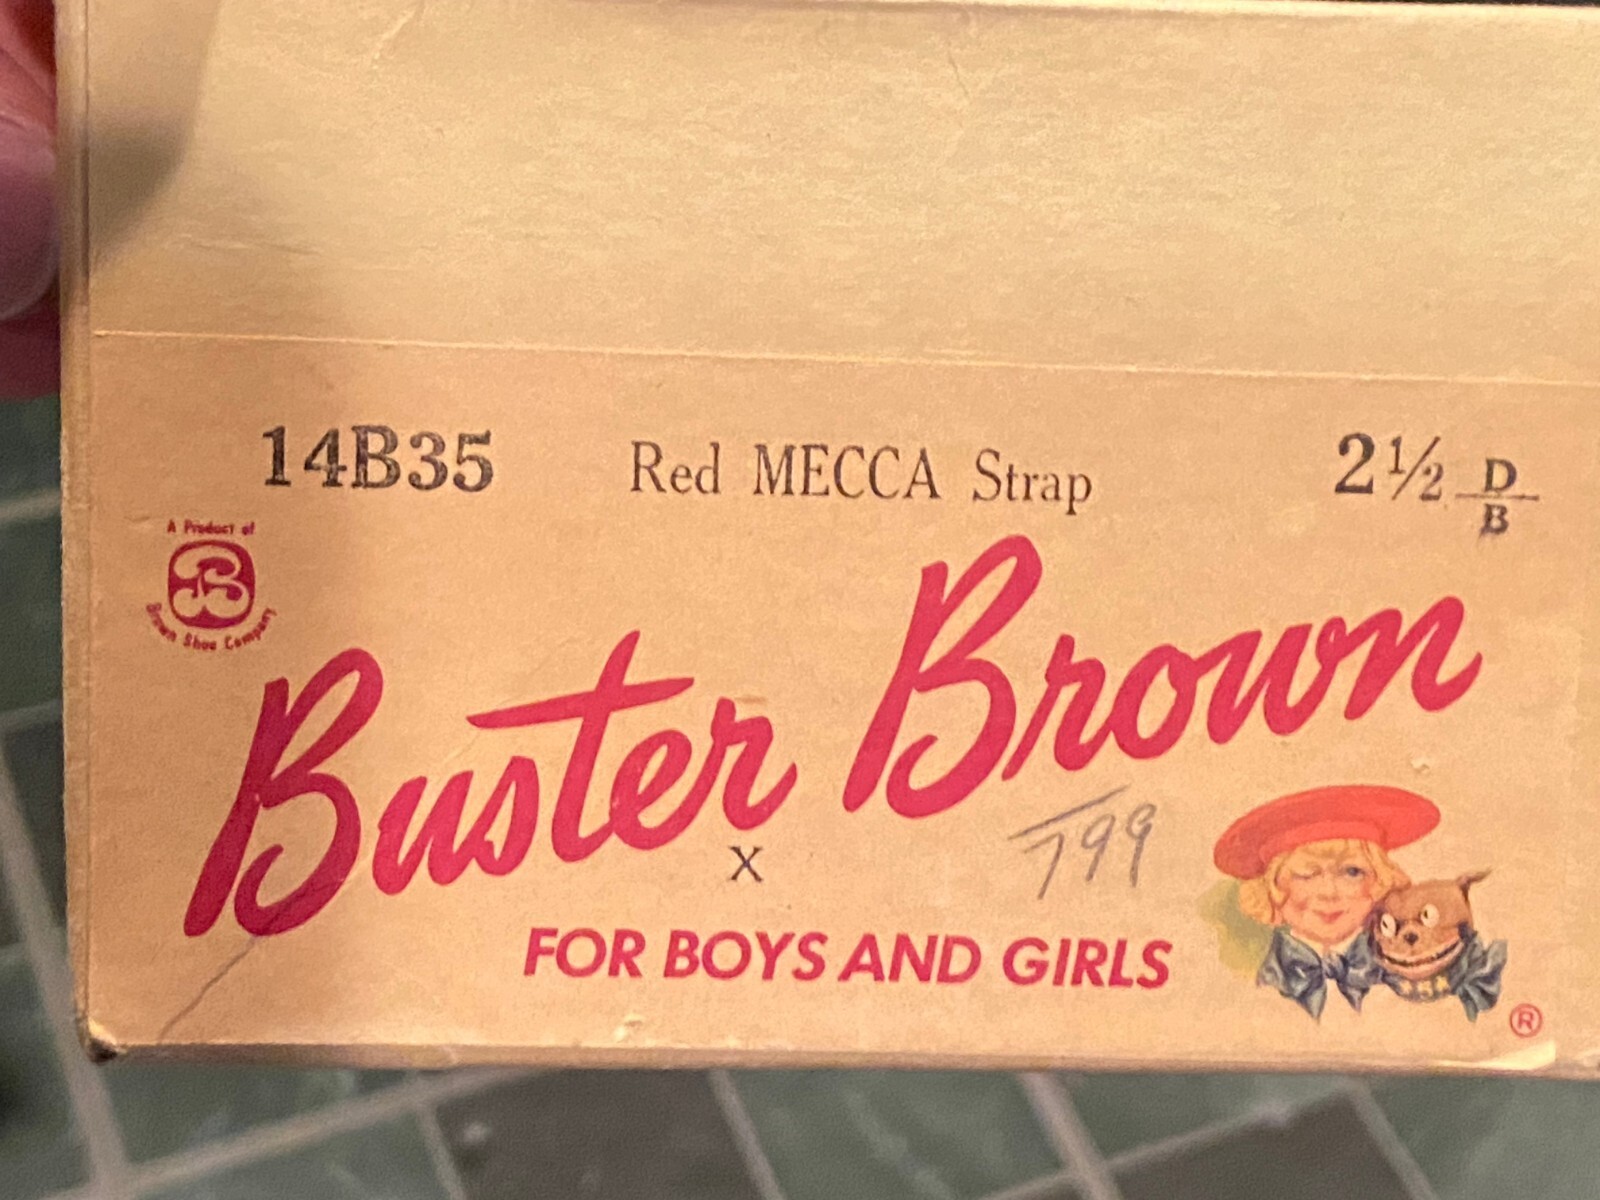 14B35 Red MECCA Strap 2½ D/B
A Product of
B
Brown Shoe Company
Buster Brown
X
799
FOR BOYS AND GIRLS
®